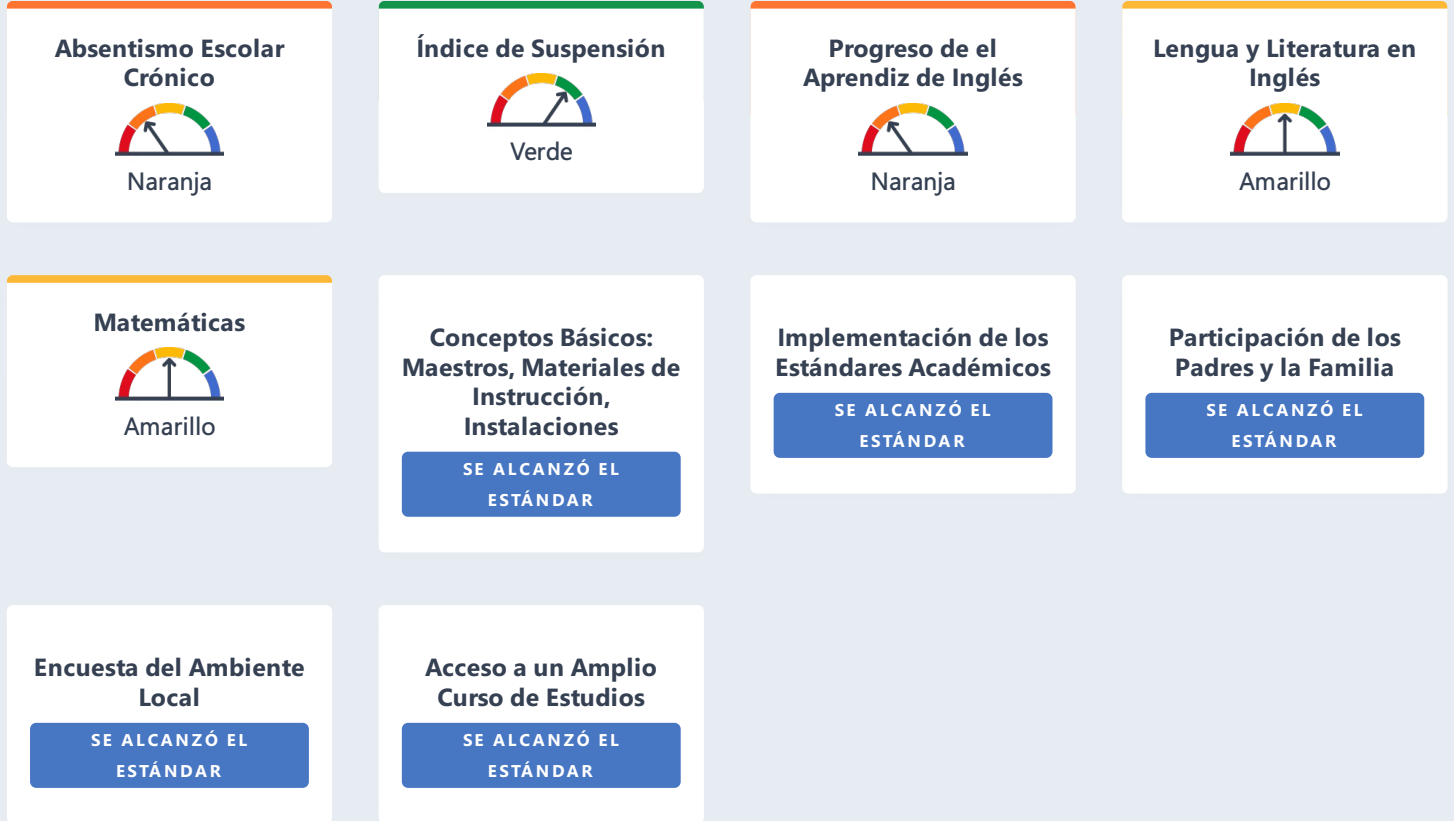 Absentismo Escolar
Crónico
Naranja
Índice de Suspensión
Verde
Progreso de el
Aprendiz de Inglés
Naranja
Lengua y Literatura en
Inglés
Amarillo
Matemáticas
Amarillo
Conceptos Básicos:
Maestros, Materiales de
Instrucción,
Instalaciones
SE ALCANZÓ EL
ESTÁNDAR
Implementación de los
Estándares Académicos
SE ALCANZÓ EL
ESTÁNDAR
Participación de los
Padres y la Familia
SE ALCANZÓ EL
ESTÁNDAR
Encuesta del Ambiente
Local
SE ALCANZÓ EL
ESTÁNDAR
Acceso a un Amplio
Curso de Estudios
SE ALCANZÓ EL
ESTÁNDAR